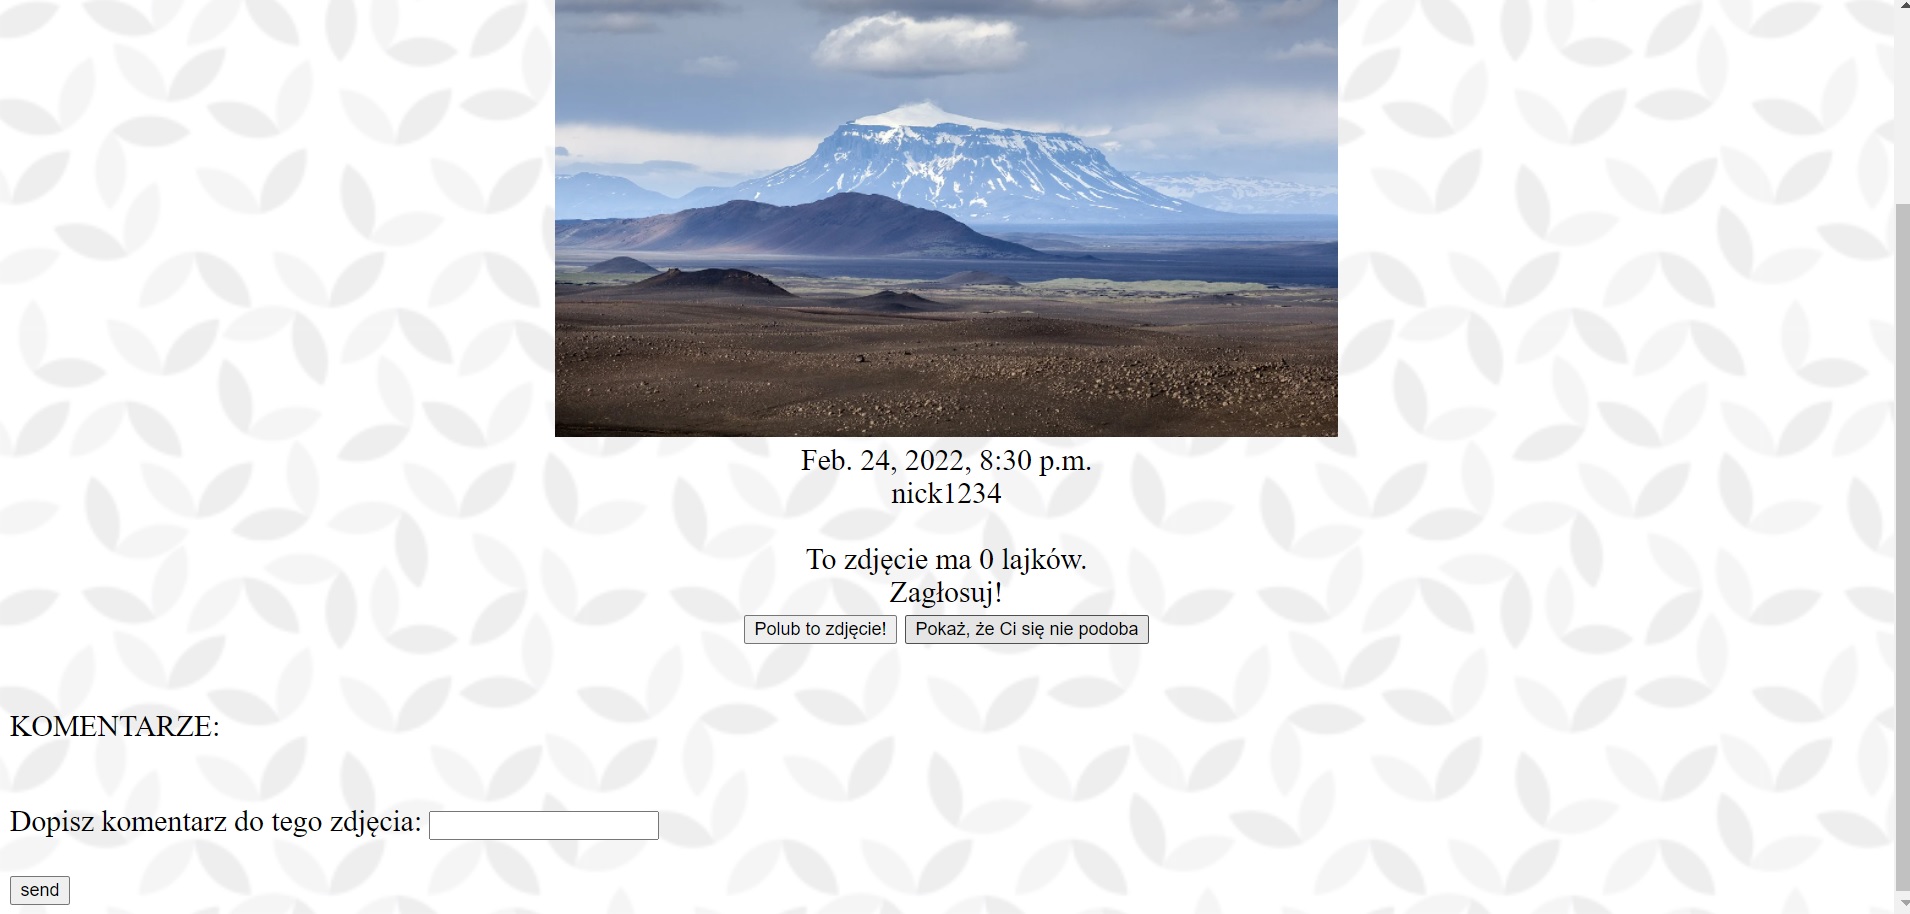 Feb. 24, 2022, 8:30 p.m.
nick1234
To zdjęcie ma 0 lajków.
Zagłosuj!
Polub to zdjęcie! Pokaż, że Ci się nie podoba
KOMENTARZE:
Dopisz komentarz do tego zdjęcia:
send